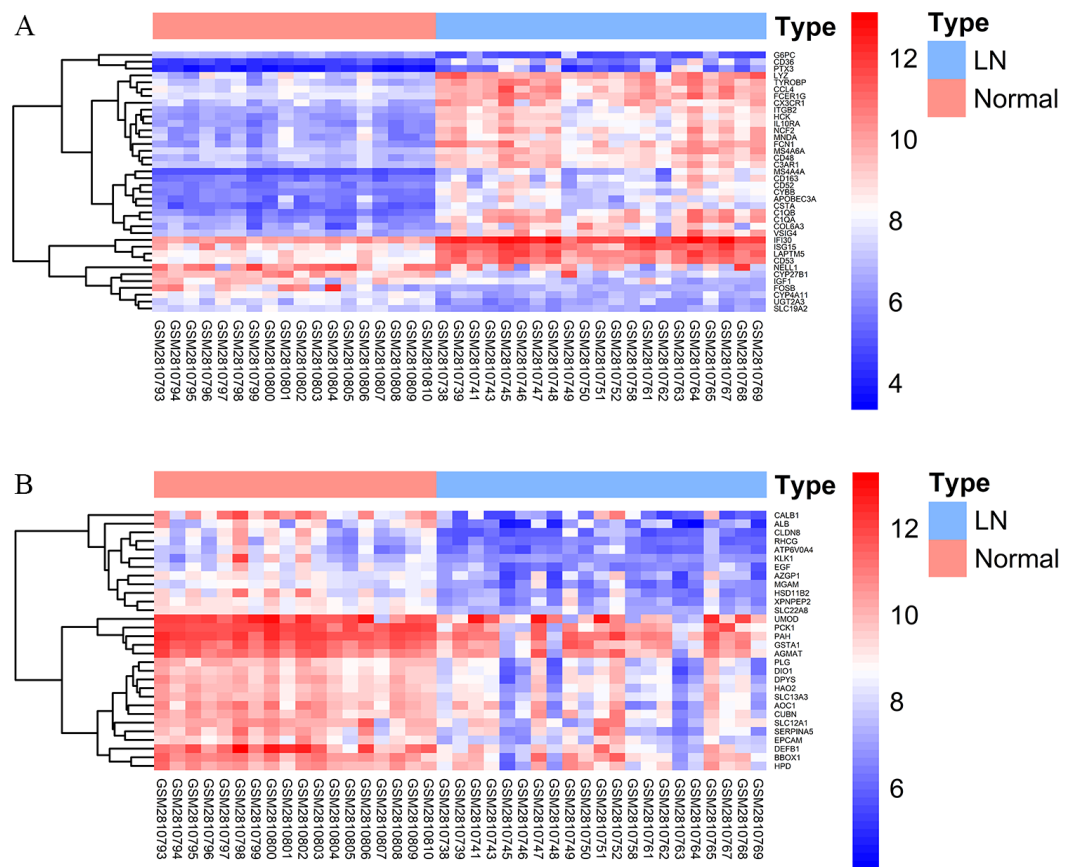 A
Type
G6PC
CD36
PTX3
LYZ
TYROBP
CCL4
FCER1G
CX3CR1
ITGB2
HCK
IL10RA
NCF2
MNDA
FCN1
MS4A6A
CD48
C3AR1
MS4A4A
CD163
CD52
CYBB
APOBEC3A
CSTA
C1QB
C1QA
COL6A3
VSIG4
IFI30
ISG15
LAPTM5
CD53
NELL1
CYP27B1
IGF1
FOSB
CYP4A11
UGT2A3
SLC19A2
GSM2810793
GSM2810794
GSM2810795
GSM2810796
GSM2810797
GSM2810798
GSM2810799
GSM2810800
GSM2810801
GSM2810802
GSM2810803
GSM2810804
GSM2810805
GSM2810806
GSM2810807
GSM2810808
GSM2810809
GSM2810810
GSM2810738
GSM2810739
GSM2810741
GSM2810743
GSM2810745
GSM2810746
GSM2810747
GSM2810748
GSM2810749
GSM2810750
GSM2810751
GSM2810752
GSM2810758
GSM2810761
GSM2810762
GSM2810763
GSM2810764
GSM2810765
GSM2810767
GSM2810768
GSM2810769
12
10
8
6
4
Type
LN
Normal
B
Type
CALB1
ALB
CLDN8
RHCG
ATP6V0A4
KLK1
EGF
AZGP1
MGAM
HSD11B2
XPNPEP2
SLC22A8
UMOD
PCK1
PAH
GSTA1
AGMAT
PLG
DIO1
DPYS
HAO2
SLC13A3
AOC1
CUBN
SLC12A1
SERPINA5
EPCAM
DEFB1
BBOX1
HPD
GSM2810793
GSM2810794
GSM2810795
GSM2810796
GSM2810797
GSM2810798
GSM2810799
GSM2810800
GSM2810801
GSM2810802
GSM2810803
GSM2810804
GSM2810805
GSM2810806
GSM2810807
GSM2810808
GSM2810809
GSM2810810
GSM2810738
GSM2810739
GSM2810741
GSM2810743
GSM2810745
GSM2810746
GSM2810747
GSM2810748
GSM2810749
GSM2810750
GSM2810751
GSM2810752
GSM2810758
GSM2810761
GSM2810762
GSM2810763
GSM2810764
GSM2810765
GSM2810767
GSM2810768
GSM2810769
12
10
8
6
Type
LN
Normal